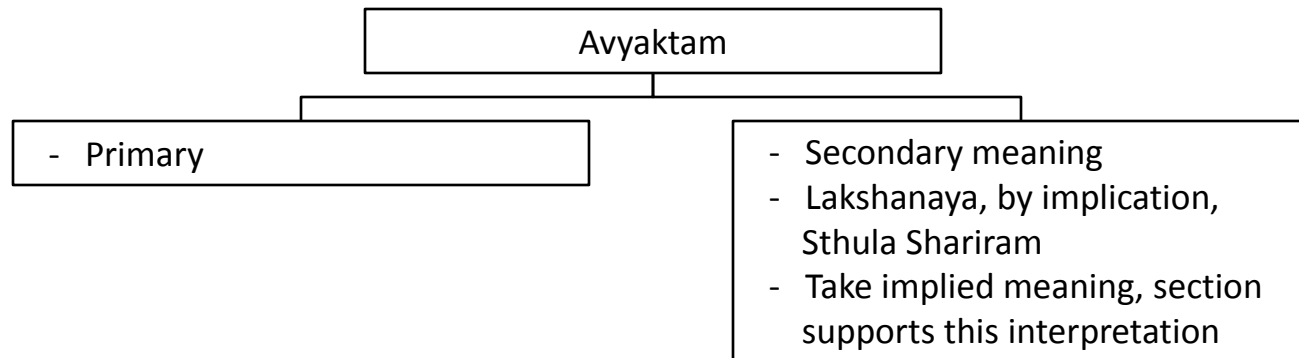 Avyaktam
- Primary
- Secondary meaning
- Lakshanaya, by implication,
Sthula Shariram
- Take implied meaning, section
supports this interpretation